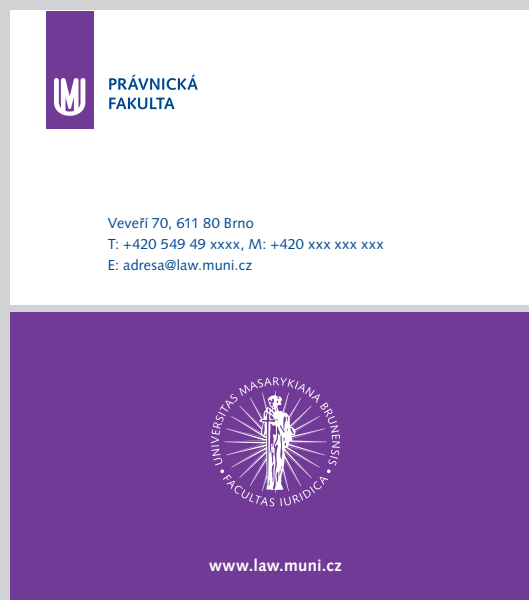 PRÁVNICKÁ
FAKULTA
Veveří 70, 611 80 Brno
T: +420 549 49 xxxx, M: +420 xxx xxx xxx
E: adresa@law.muni.cz
UNIVERSITAS MASARYKIANA BRUNENSIS
• FACULTAS IURIDICA •
www.law.muni.cz